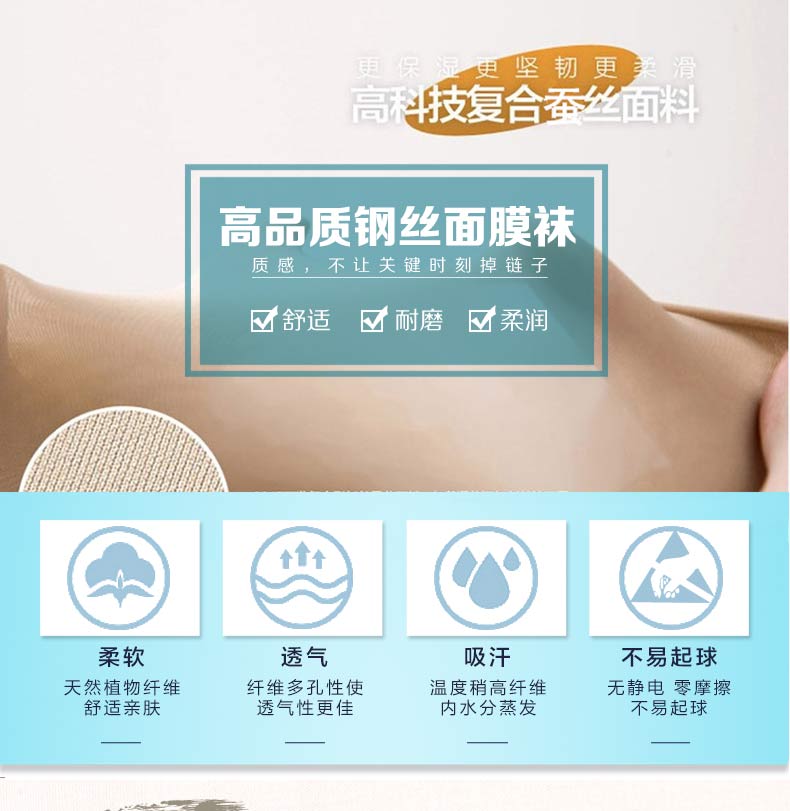 更保湿更坚韧更柔滑
高科技复合蚕丝面料
高品质钢丝面膜袜
质感，不让关键时刻掉链子
舒适 耐磨 柔润
柔软
天然植物纤维
舒适亲肤
透气
纤维多孔性使
透气性更佳
吸汗
温度稍高纤维
内水分蒸发
不易起球
无静电 零摩擦
不易起球